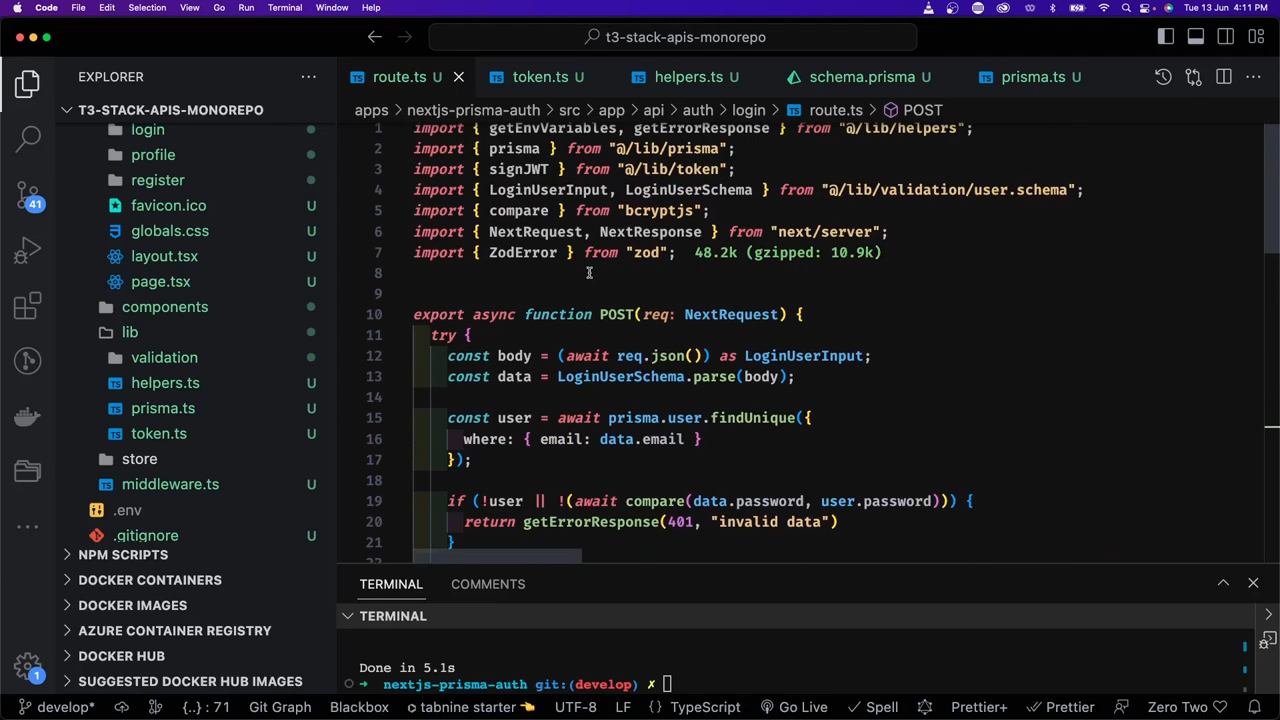 Code File Edit Selection View Go Run Terminal Window Help Tue 13 Jun 4:11 PM
t3-stack-apis-monorepo
EXPLORER
route.ts U
token.ts U
helpers.ts U
schema.prisma U
prisma.ts U
T3-STACK-APIS-MONOREPO
apps > nextjs-prisma-auth > src > app > api > auth > login > route.ts > POST
login
profile
register
favicon.ico U
globals.css U
layout.tsx U
page.tsx U
components
lib
validation
helpers.ts U
prisma.ts U
token.ts U
store
middleware.ts U
.env
.gitignore U
NPM SCRIPTS
DOCKER CONTAINERS
DOCKER IMAGES
AZURE CONTAINER REGISTRY
DOCKER HUB
SUGGESTED DOCKER HUB IMAGES
41
1
1 import { getEnvVariables, getErrorResponse } from "@/lib/helpers";
2 import { prisma } from "@/lib/prisma";
3 import { signJWT } from "@/lib/token";
4 import { LoginUserInput, LoginUserSchema } from "@/lib/validation/user.schema";
5 import { compare } from "bcryptjs";
6 import { NextRequest, NextResponse } from "next/server";
7 import { ZodError } from "zod"; 48.2k (gzipped: 10.9k)
8
9
10 export async function POST(req: NextRequest) {
11 try {
12 const body = (await req.json()) as LoginUserInput;
13 const data = LoginUserSchema.parse(body);
14
15 const user = await prisma.user.findUnique({
16 where: { email: data.email }
17 });
18
19 if (!user || !(await compare(data.password, user.password))) {
20 return getErrorResponse(401, "invalid data")
21 }
22
TERMINAL COMMENTS
TERMINAL
Done in 5.1s
➜ nextjs-prisma-auth git:(develop) ✗
develop* {..} : 71 Git Graph Blackbox tabnine starter 👈 UTF-8 LF TypeScript Go Live Spell Prettier+ Prettier Zero Two